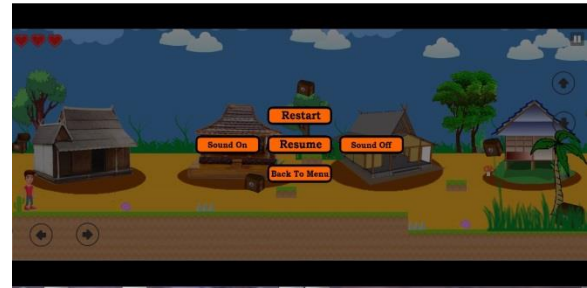 Restart
Sound On
Resume
Sound Off
Back To Menu